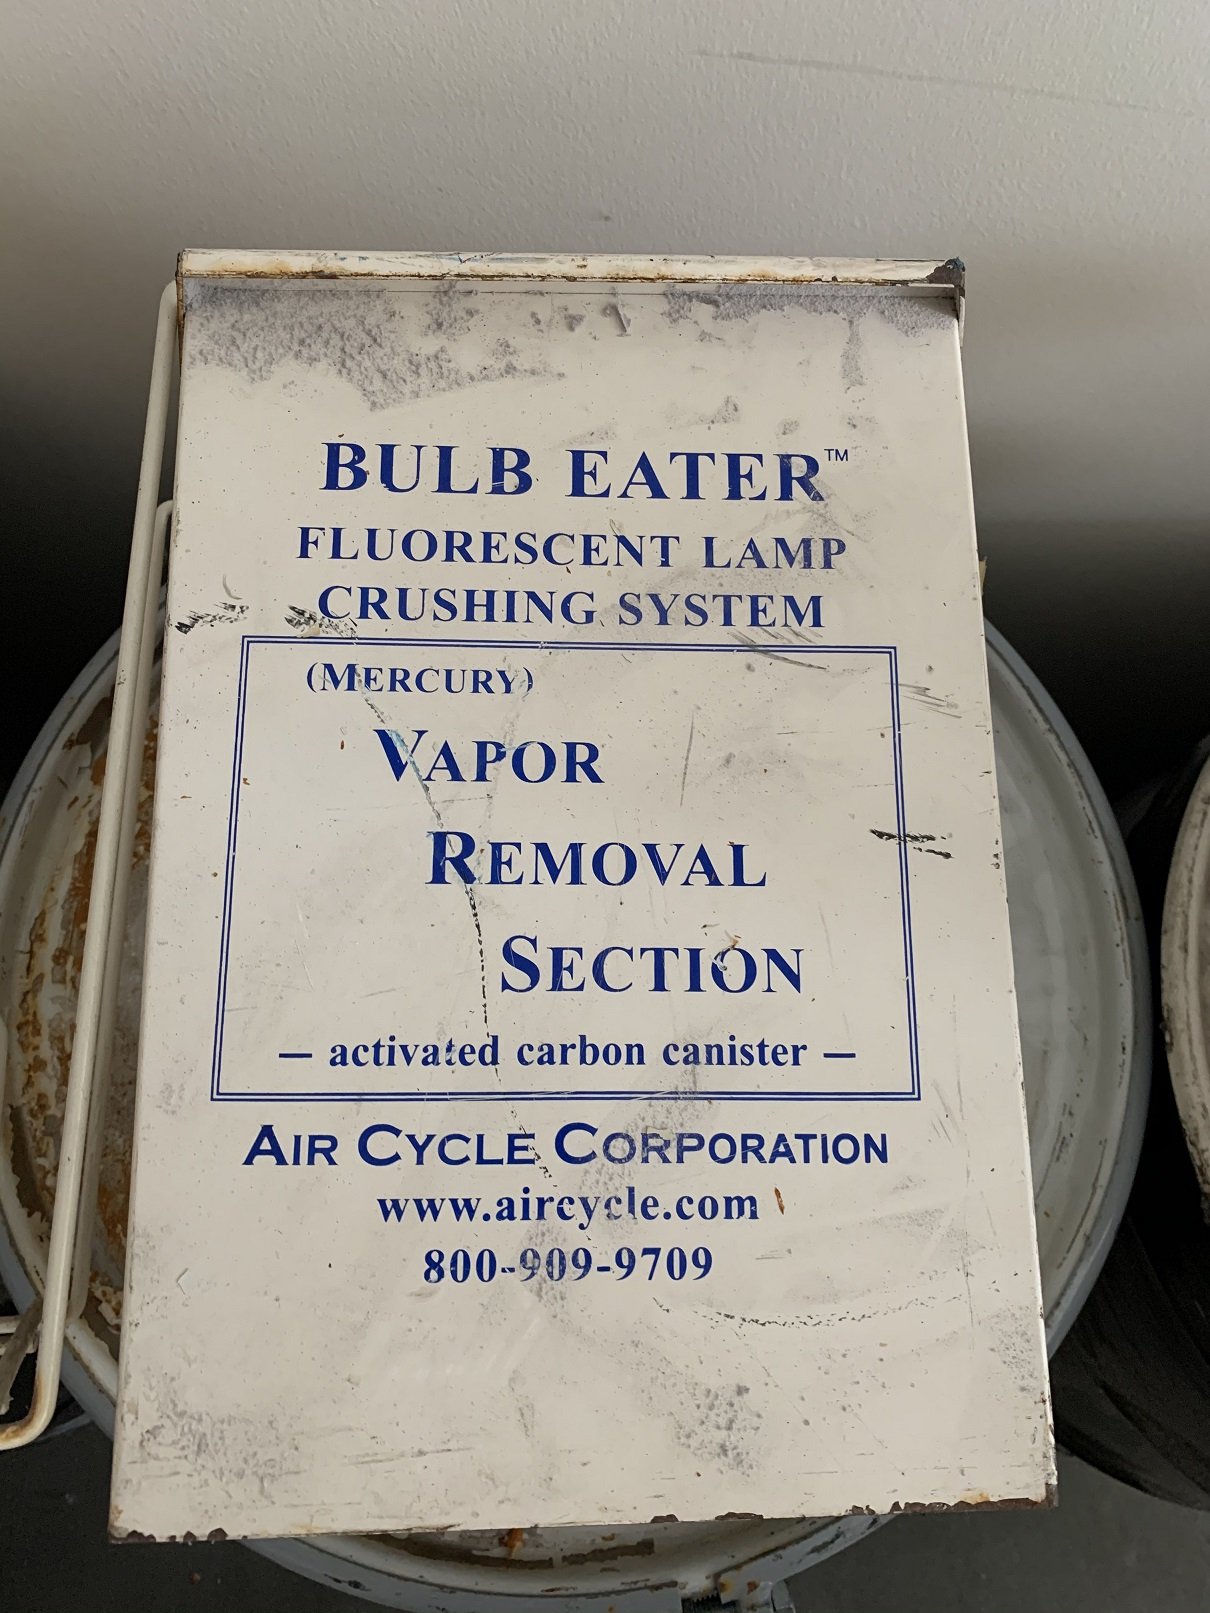 BULB EATER™
FLUORESCENT LAMP
CRUSHING SYSTEM
(MERCURY)
VAPOR
REMOVAL
SECTION
— activated carbon canister —
AIR CYCLE CORPORATION
www.aircycle.com
800-909-9709